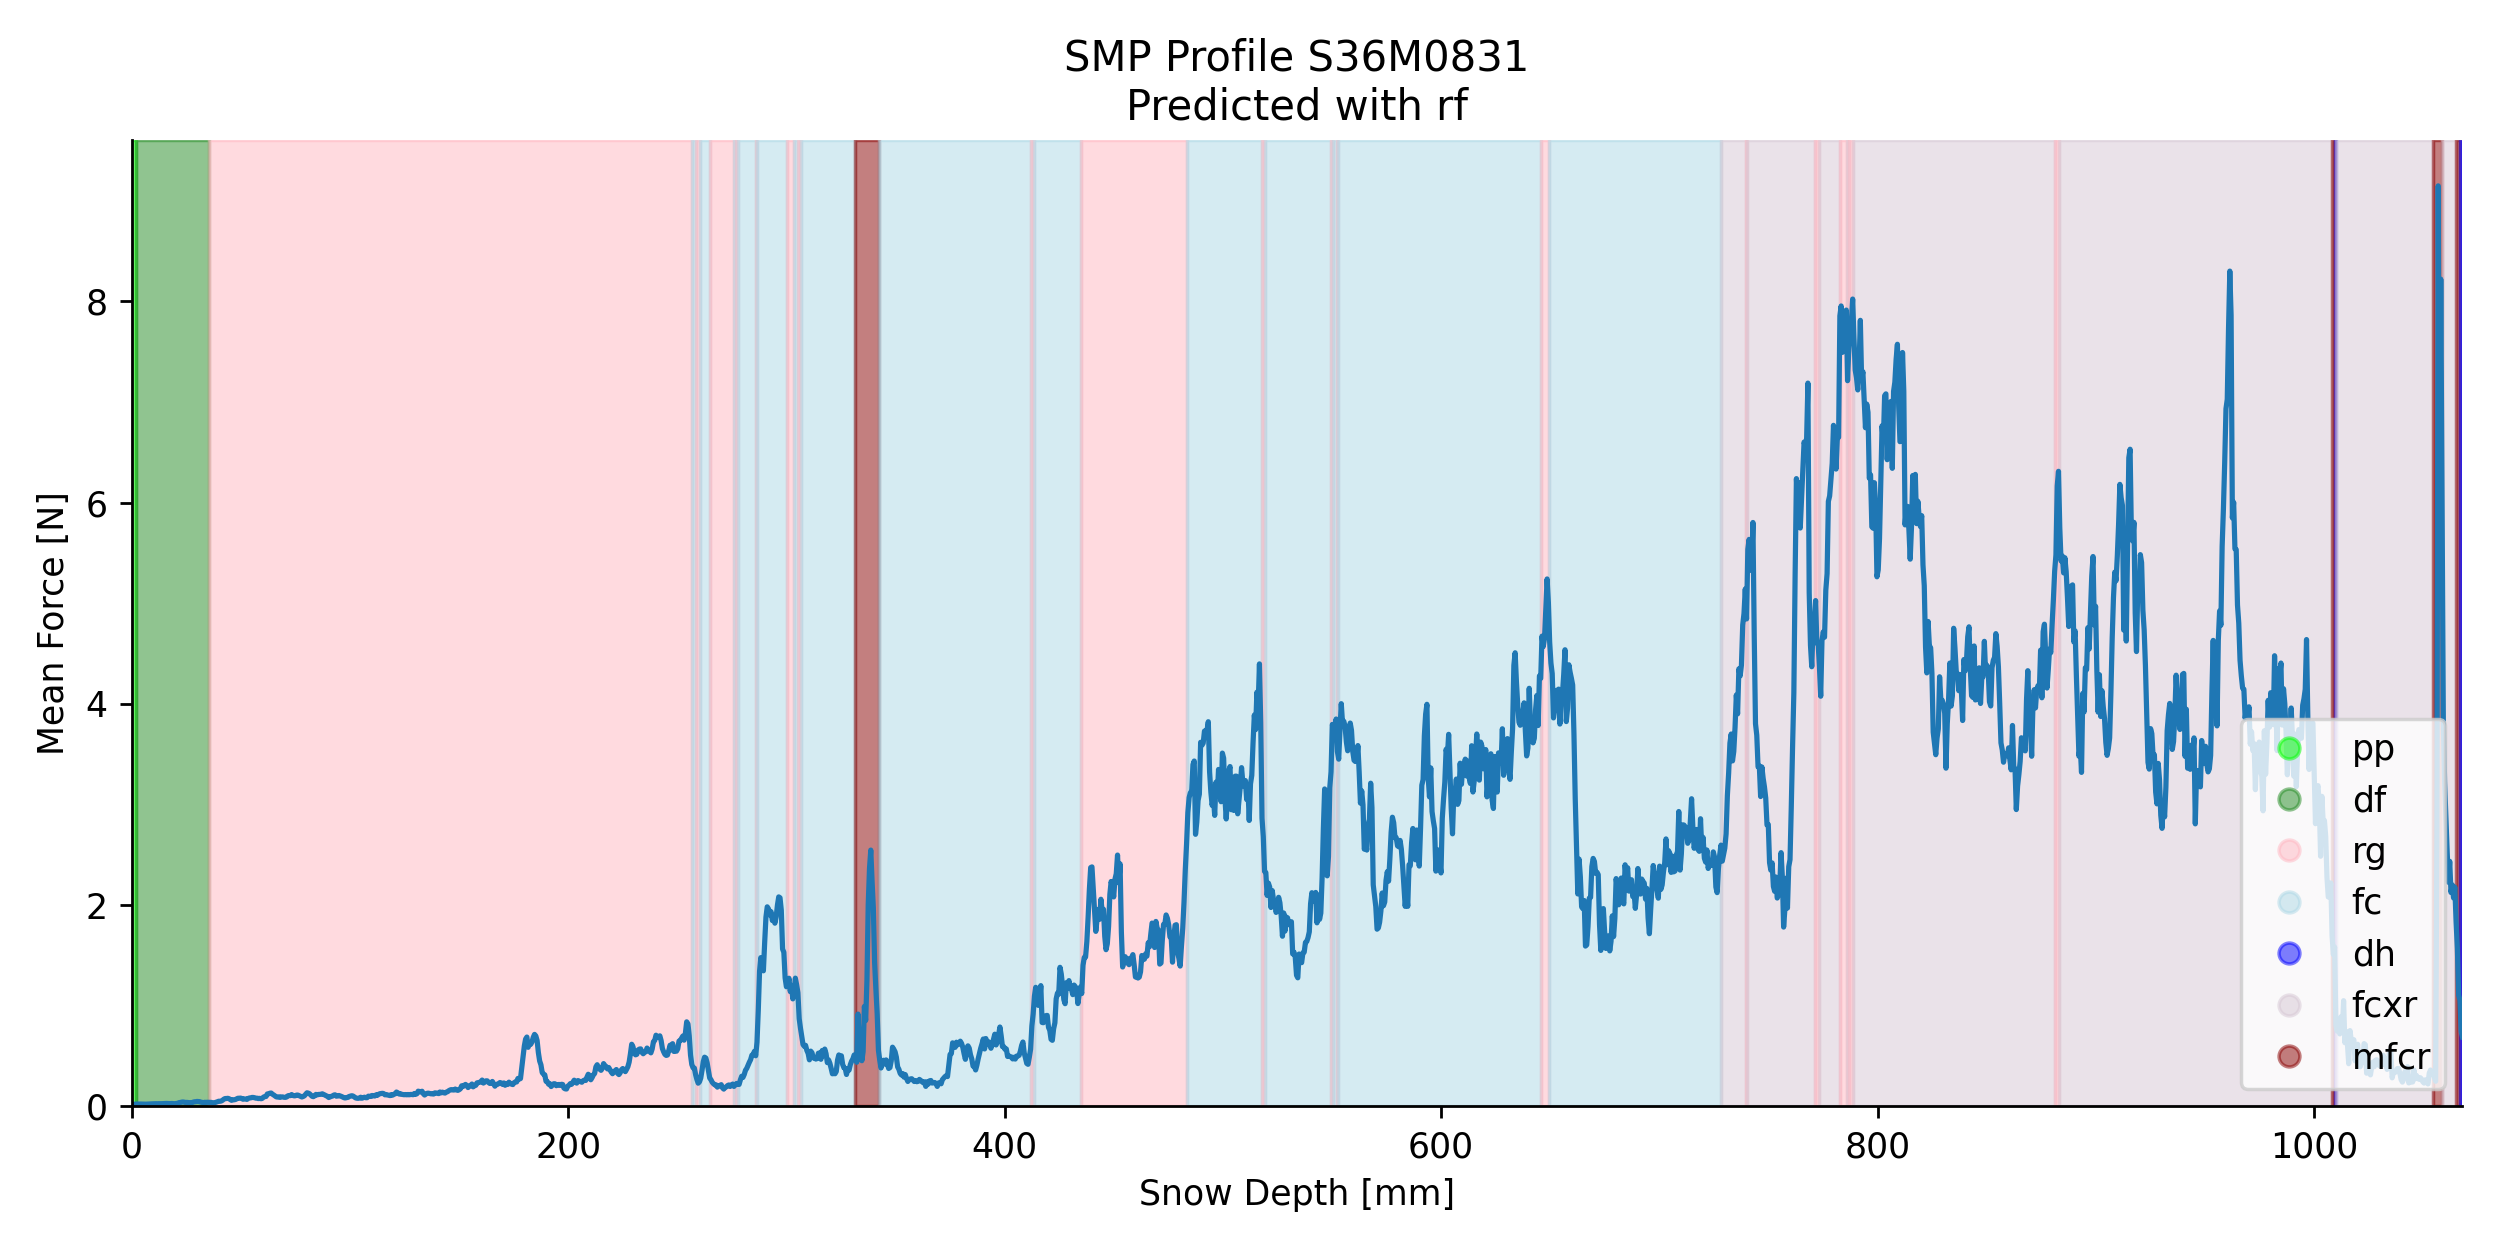 SMP Profile S36M0831
Predicted with rf
Mean Force [N]
8
6
4
2
0
0 200 400 600 800 1000
Snow Depth [mm]
pp
df
rg
fc
dh
fcxr
mfcr